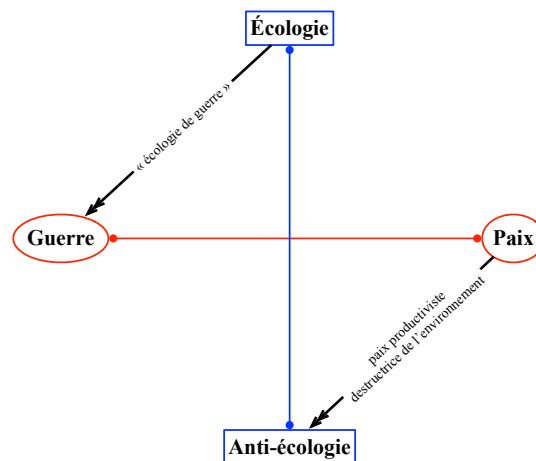 Écologie
« écologie de guerre »
Guerre
Paix
paix productiviste
destructrice de l’environnement
Anti-écologie